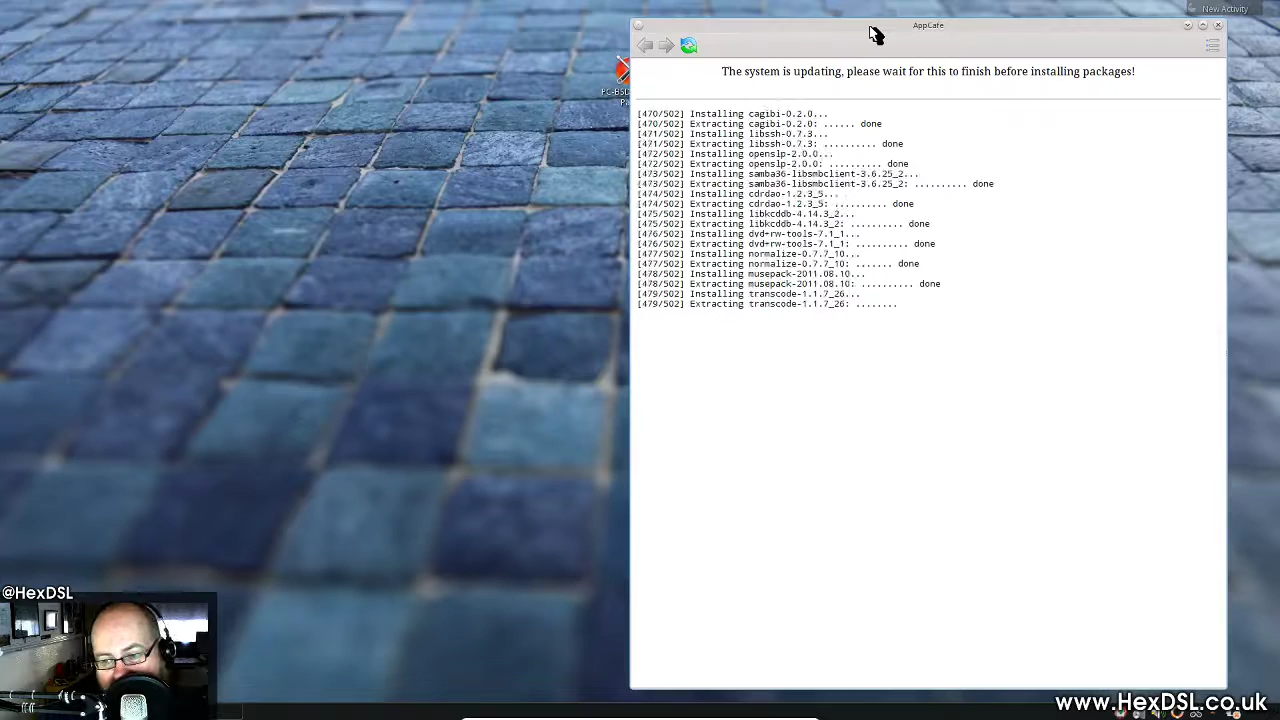 New Activity
AppCafe
The system is updating, please wait for this to finish before installing packages!
PC-BSD
Pa
[470/502] Installing cagibi-0.2.0...
[470/502] Extracting cagibi-0.2.0: ...... done
[471/502] Installing libssh-0.7.3...
[471/502] Extracting libssh-0.7.3: .......... done
[472/502] Installing openslp-2.0.0...
[472/502] Extracting openslp-2.0.0: .......... done
[473/502] Installing samba36-libsmbclient-3.6.25_2...
[473/502] Extracting samba36-libsmbclient-3.6.25_2: .......... done
[474/502] Installing cdrdao-1.2.3_5...
[474/502] Extracting cdrdao-1.2.3_5: .......... done
[475/502] Installing libkcddb-4.14.3_2...
[475/502] Extracting libkcddb-4.14.3_2: .......... done
[476/502] Installing dvd+rw-tools-7.1_1...
[476/502] Extracting dvd+rw-tools-7.1_1: .......... done
[477/502] Installing normalize-0.7.7_10...
[477/502] Extracting normalize-0.7.7_10: ....... done
[478/502] Installing musepack-2011.08.10...
[478/502] Extracting musepack-2011.08.10: .......... done
[479/502] Installing transcode-1.1.7_26...
[479/502] Extracting transcode-1.1.7_26: ........
@HexDSL
www.HexDSL.co.uk